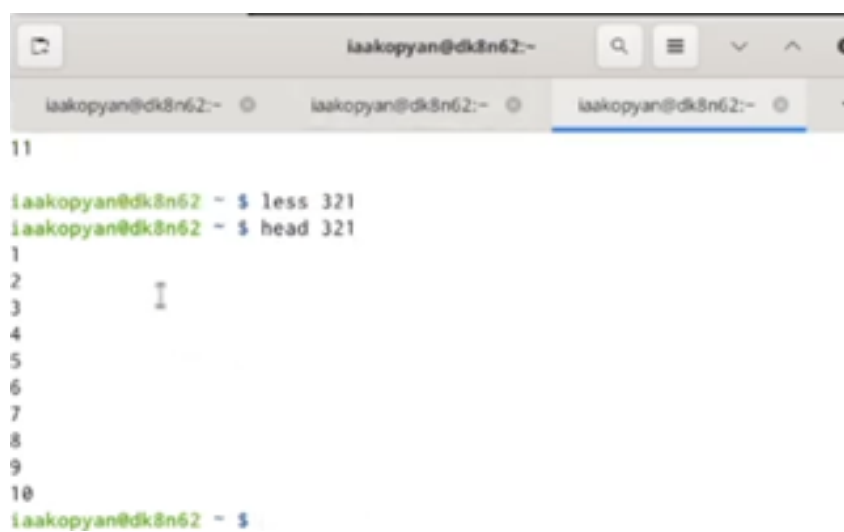 iaakopyan@dk8n62:~
iaakopyan@dk8n62:~ iaakopyan@dk8n62:~ iaakopyan@dk8n62:~
11
iaakopyan@dk8n62 ~ $ less 321
iaakopyan@dk8n62 ~ $ head 321
1
2
3
4
5
6
7
8
9
10
iaakopyan@dk8n62 ~ $